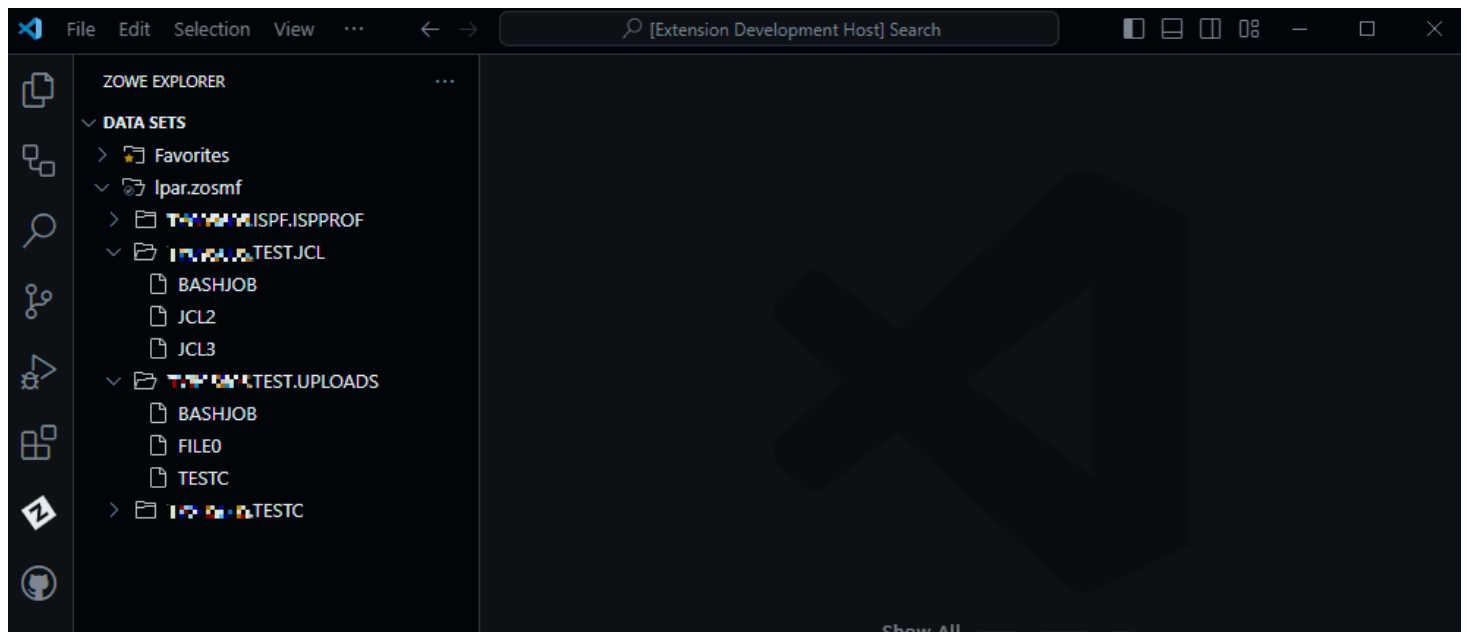 File Edit Selection View ··· [Extension Development Host] Search
ZOWE EXPLORER ···
DATA SETS
Favorites
lpar.zosmf
.ISPF.ISPPROF
.TEST.JCL
BASHJOB
JCL2
JCL3
.TEST.UPLOADS
BASHJOB
FILE0
TESTC
.TESTC
Show All